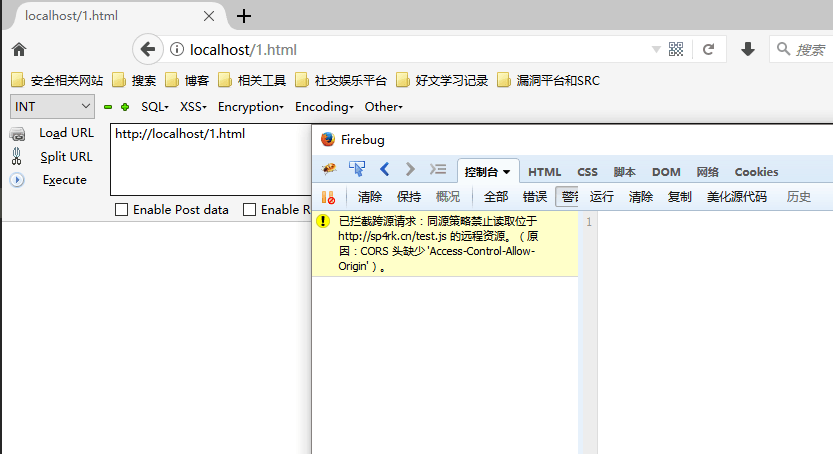 localhost/1.html
localhost/1.html
搜索
安全相关网站 搜索 博客 相关工具 社交娱乐平台 好文学习记录 漏洞平台和SRC
INT SQL XSS Encryption Encoding Other
Load URL
Split URL
Execute
http://localhost/1.html
Enable Post data Enable R
Firebug
控制台 HTML CSS 脚本 DOM 网络 Cookies
清除 保持 概况 全部 错误 警告 运行 清除 复制 美化源代码 历史
已拦截跨源请求：同源策略禁止读取位于
http://sp4rk.cn/test.js 的远程资源。（原
因：CORS 头缺少 'Access-Control-Allow-
Origin'）。
1